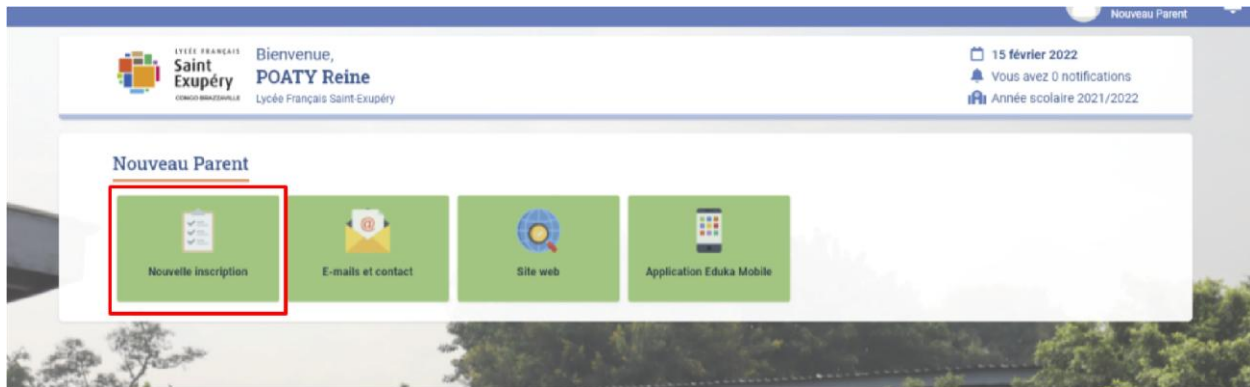 Nouveau Parent
LYCÉE FRANÇAIS
Saint
Exupéry
CONGO BRAZZAVILLE
Bienvenue,
POATY Reine
Lycée Français Saint-Exupéry
15 février 2022
Vous avez 0 notifications
Année scolaire 2021/2022
Nouveau Parent
Nouvelle inscription
E-mails et contact
Site web
Application Eduka Mobile